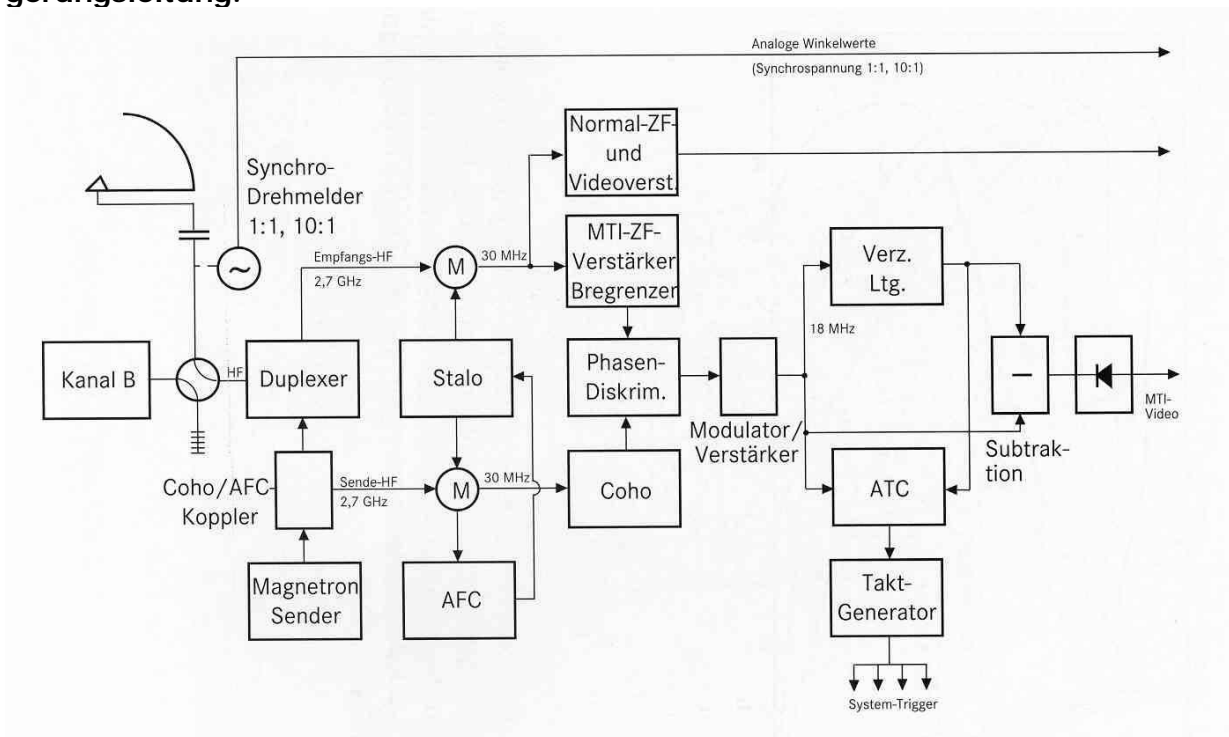 gerungsleitung.
Analoge Winkelwerte
(Synchrospannung 1:1, 10:1)
Normal-ZF-
und
Videoverst.
Synchro-
Drehmelder
1:1, 10:1
~
Empfangs-HF
2,7 GHz
M
30 MHz
MTI-ZF-
Verstärker
Bregrenzer
Verz.
Ltg.
18 MHz
Kanal B
HF
Duplexer
Stalo
Phasen-
Diskrim.
Modulator/
Verstärker
−
MTI-
Video
Subtrak-
tion
Coho/AFC-
Koppler
Sende-HF
2,7 GHz
M
30 MHz
Coho
ATC
Magnetron
Sender
AFC
Takt-
Generator
System-Trigger